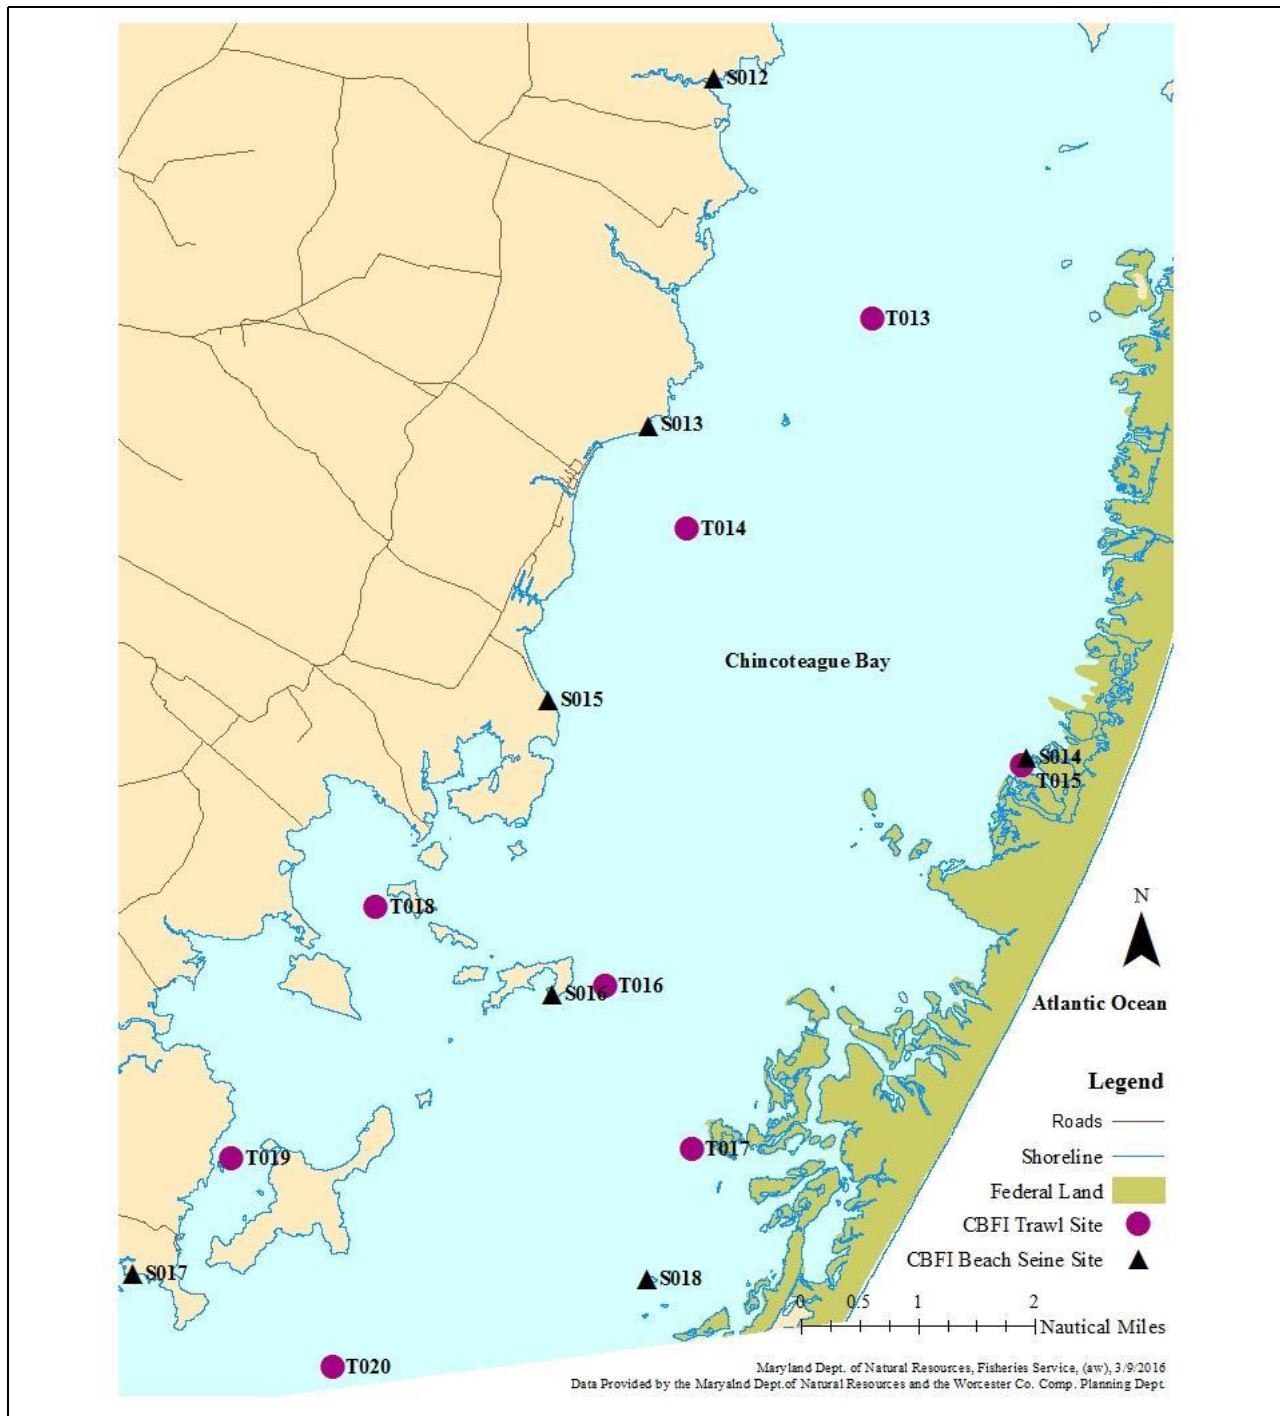 S012
T013
S013
T014
Chincoteague Bay
S015
S014
T015
T018
N
T016
S016
Atlantic Ocean
Legend
Roads
Shoreline
T017
T019
Federal Land
CBFI Trawl Site
CBFI Beach Seine Site
S017
S018
0 0.5 1 2
Nautical Miles
T020
Maryland Dept. of Natural Resources, Fisheries Service, (aw), 3/9/2016
Data Provided by the Maryalnd Dept.of Natural Resources and the Worcester Co. Comp. Planning Dept.